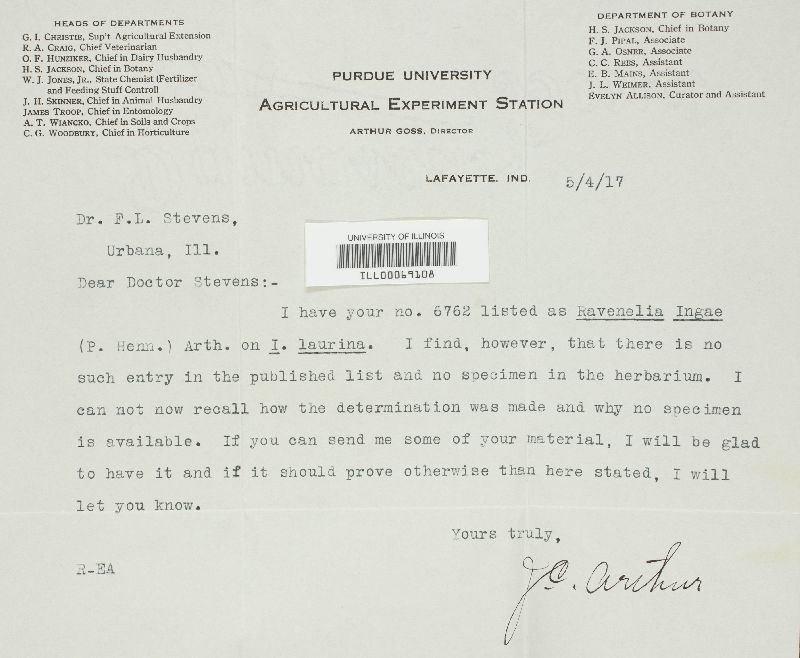 HEADS OF DEPARTMENTS
G. I. CHRISTIE, Sup't Agricultural Extension
R. A. CRAIG, Chief Veterinarian
O. F. HUNZIKER, Chief in Dairy Husbandry
H. S. JACKSON, Chief in Botany
W. J. JONES, JR., State Chemist (Fertilizer
and Feeding Stuff Control)
J. H. SKINNER, Chief in Animal Husbandry
JAMES TROOP, Chief in Entomology
A. T. WIANCKO, Chief in Soils and Crops
C. G. WOODBURY, Chief in Horticulture
PURDUE UNIVERSITY
AGRICULTURAL EXPERIMENT STATION
ARTHUR GOSS, DIRECTOR
DEPARTMENT OF BOTANY
H. S. JACKSON, Chief in Botany
F. J. PIPAL, Associate
G. A. OSNER, Associate
C. C. REES, Assistant
E. B. MAINS, Assistant
J. L. WEIMER, Assistant
EVELYN ALLISON, Curator and Assistant
LAFAYETTE, IND. 5/4/17
Dr. F.L. Stevens,
Urbana, Ill.
UNIVERSITY OF ILLINOIS
ILL00069108
Dear Doctor Stevens:-
I have your no. 6762 listed as Ravenelia Ingae
(P. Henn.) Arth. on I. laurina. I find, however, that there is no
such entry in the published list and no specimen in the herbarium. I
can not now recall how the determination was made and why no specimen
is available. If you can send me some of your material, I will be glad
to have it and if it should prove otherwise than here stated, I will
let you know.
Yours truly,
J.C. Arthur
R-EA